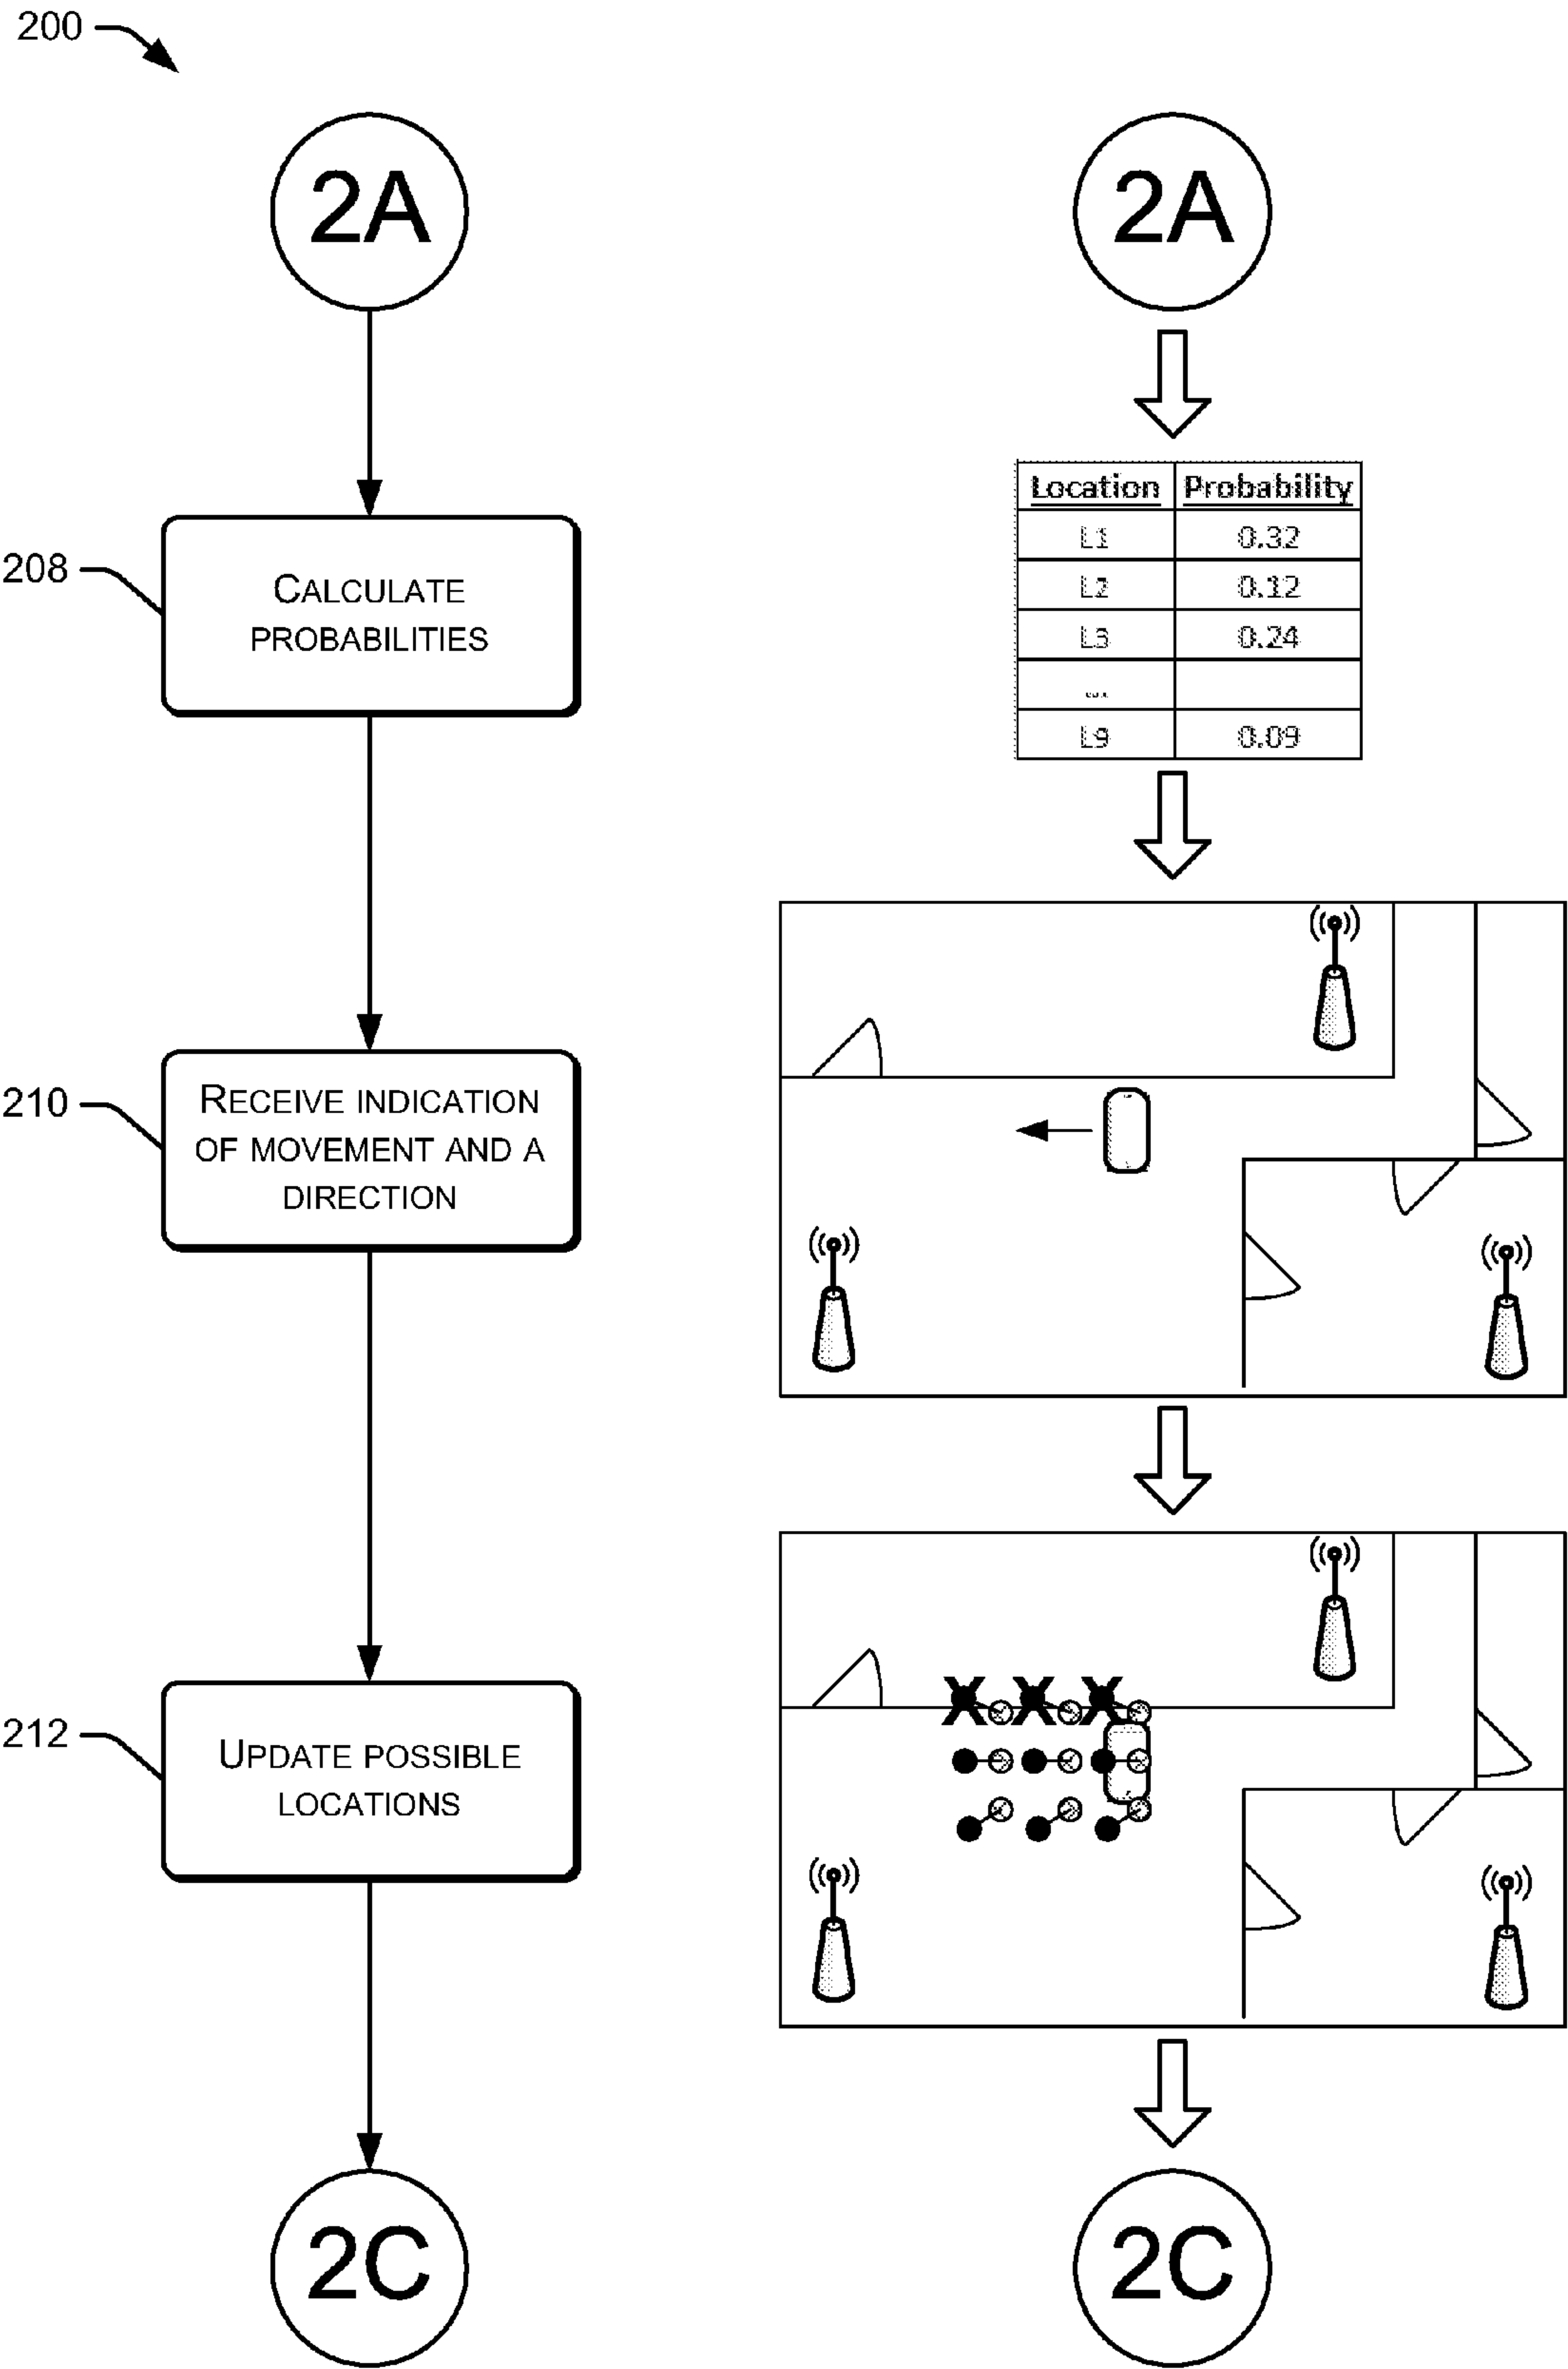 200
2A
2A
Location Probability
L1 0.32
L2 0.12
L3 0.24
...
L9 0.09
208
CALCULATE
PROBABILITIES
210
RECEIVE INDICATION
OF MOVEMENT AND A
DIRECTION
212
UPDATE POSSIBLE
LOCATIONS
X X X
2C
2C